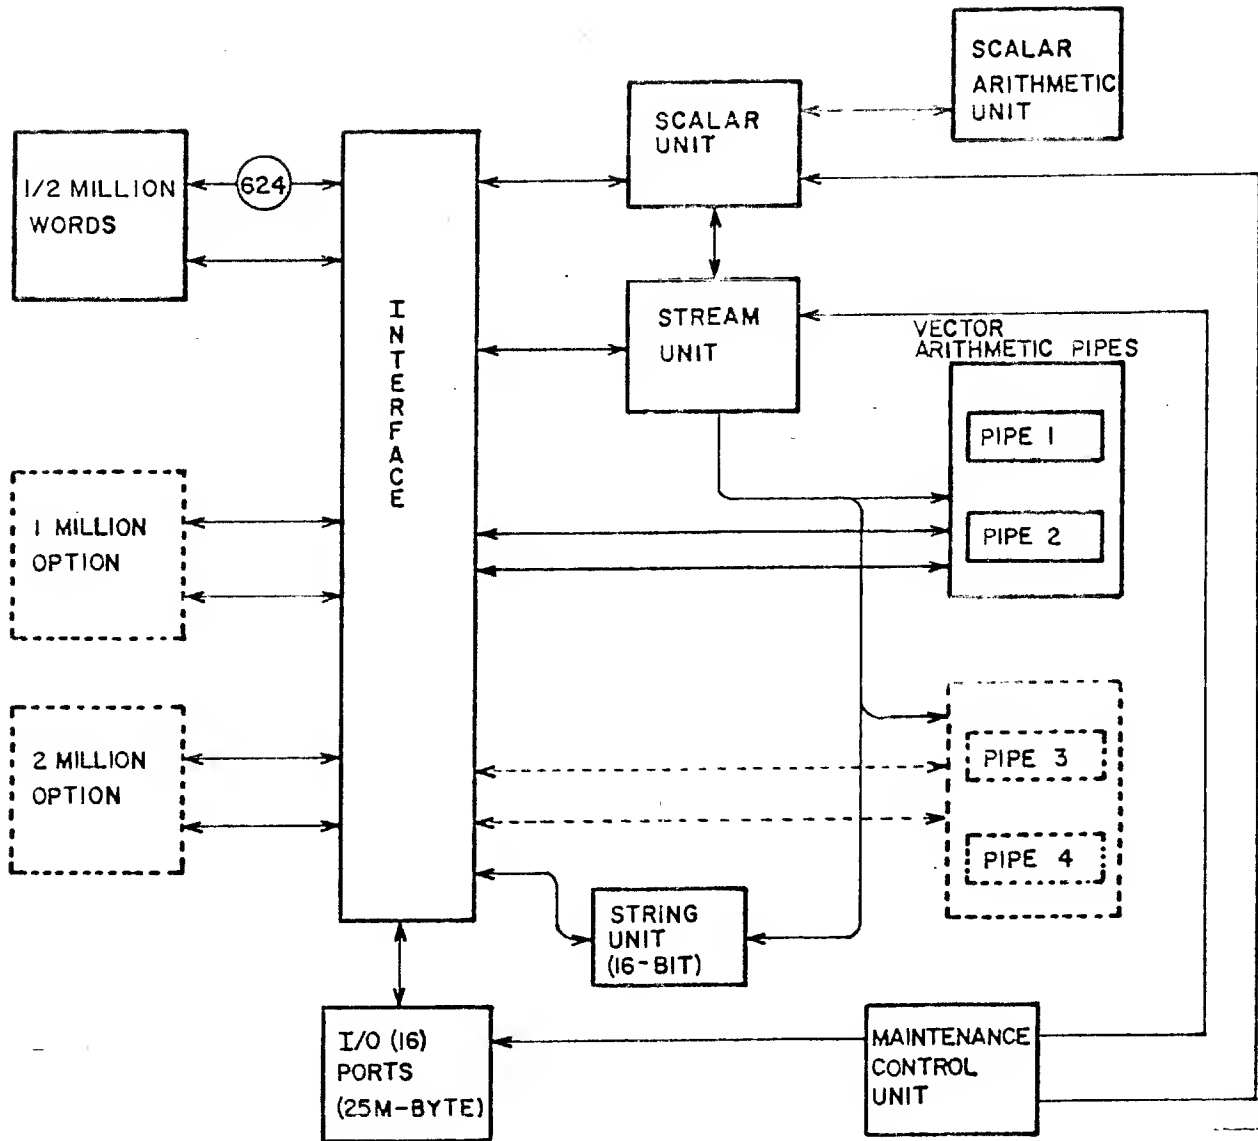 SCALAR
ARITHMETIC
UNIT
SCALAR
UNIT
1/2 MILLION
WORDS
624
INTERFACE
STREAM
UNIT
VECTOR
ARITHMETIC PIPES
PIPE 1
PIPE 2
1 MILLION
OPTION
2 MILLION
OPTION
PIPE 3
PIPE 4
STRING
UNIT
(16-BIT)
I/O (16)
PORTS
(25M-BYTE)
MAINTENANCE
CONTROL
UNIT